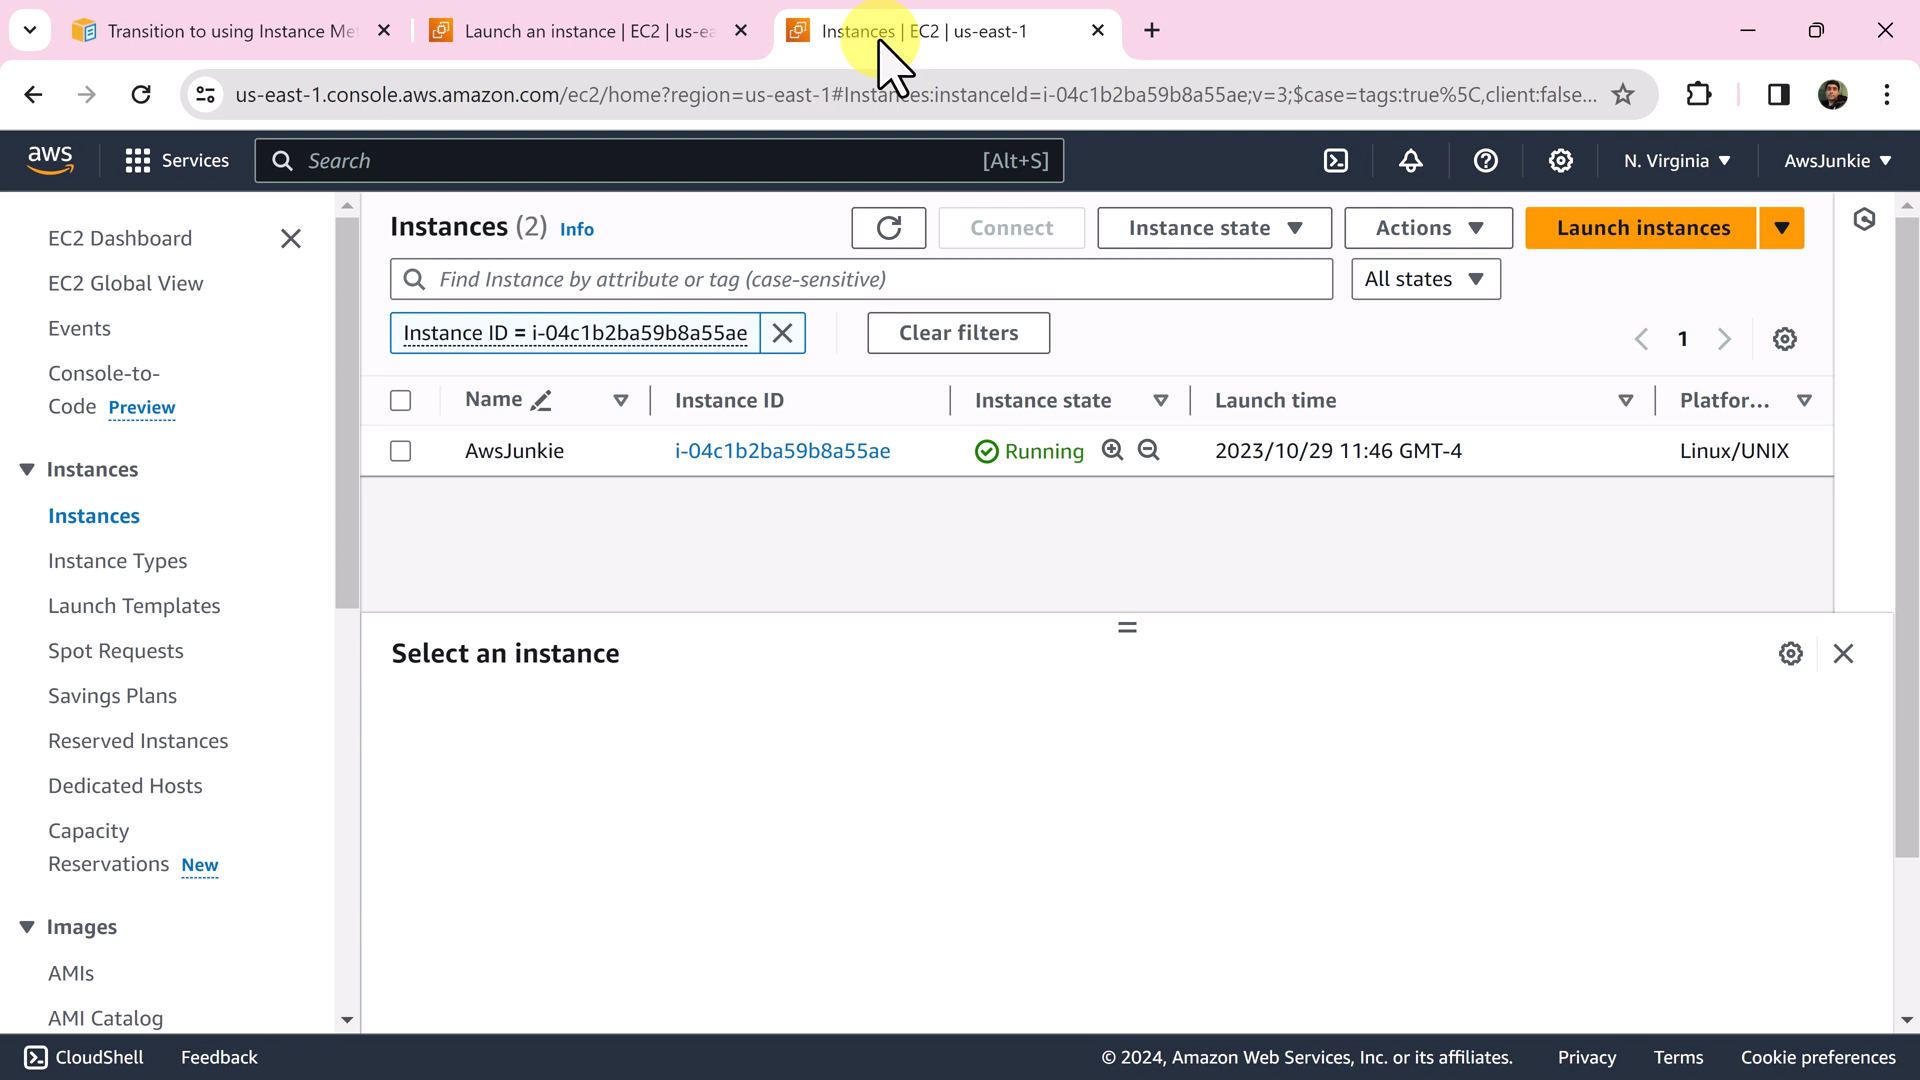 Transition to using Instance Me
Launch an instance | EC2 | us-ea
Instances | EC2 | us-east-1
us-east-1.console.aws.amazon.com/ec2/home?region=us-east-1#Instances:instanceId=i-04c1b2ba59b8a55ae;v=3;$case=tags:true%5C,client:false...
aws
Services
Search
[Alt+S]
N. Virginia
AwsJunkie
EC2 Dashboard
EC2 Global View
Events
Console-to-
Code Preview
Instances
Instances
Instance Types
Launch Templates
Spot Requests
Savings Plans
Reserved Instances
Dedicated Hosts
Capacity
Reservations New
Images
AMIs
AMI Catalog
Instances (2) Info
Connect
Instance state
Actions
Launch instances
Find Instance by attribute or tag (case-sensitive)
All states
Instance ID = i-04c1b2ba59b8a55ae
Clear filters
1
Name
Instance ID
Instance state
Launch time
Platfor...
AwsJunkie
i-04c1b2ba59b8a55ae
Running
2023/10/29 11:46 GMT-4
Linux/UNIX
Select an instance
CloudShell
Feedback
© 2024, Amazon Web Services, Inc. or its affiliates.
Privacy
Terms
Cookie preferences